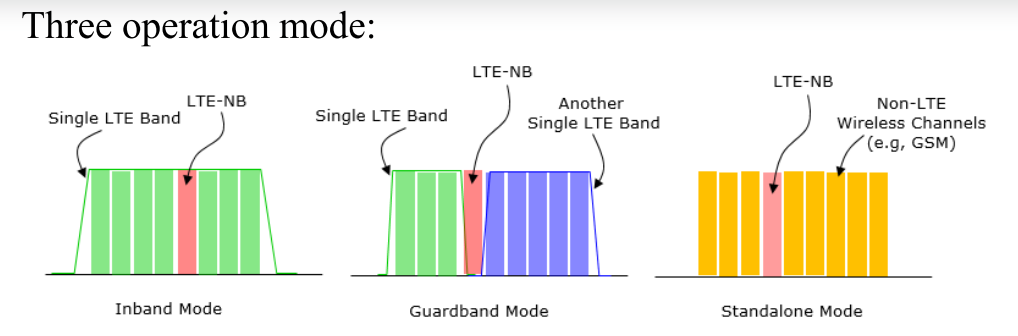 Three operation mode:
Single LTE Band
LTE-NB
Inband Mode
Single LTE Band
LTE-NB
Another
Single LTE Band
Guardband Mode
LTE-NB
Non-LTE
Wireless Channels
(e.g, GSM)
Standalone Mode